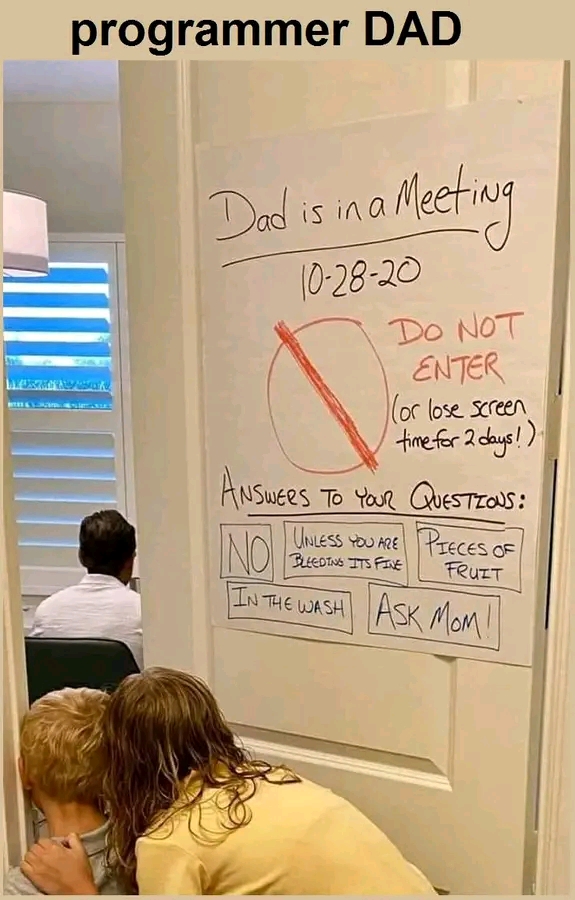 programmer DAD
Dad is in a Meeting
10-28-20
DO NOT
ENTER
(or lose screen
time for 2 days!)
ANSWERS TO YOUR QUESTIONS:
NO
UNLESS YOU ARE
BLEEDING ITS FINE
PIECES OF
FRUIT
IN THE WASH
ASK MOM!